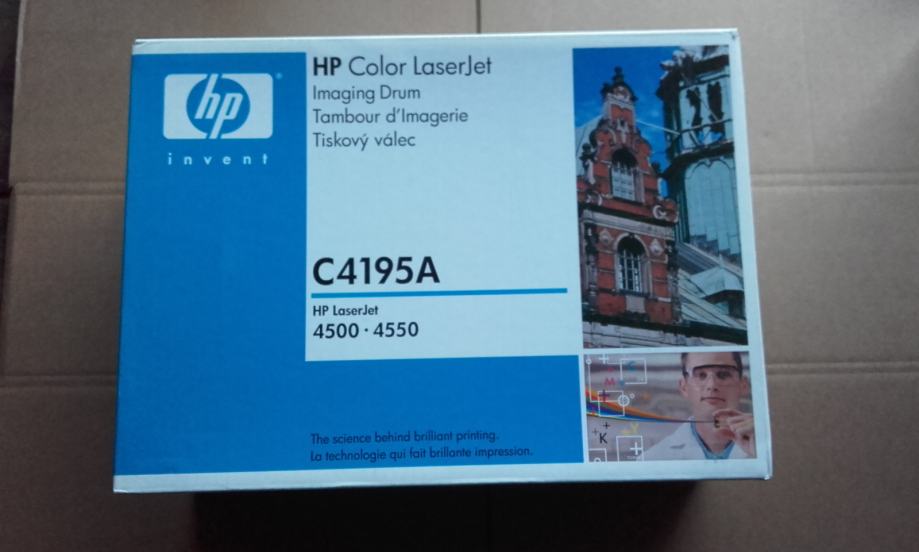 hp
®
invent
HP Color LaserJet
Imaging Drum
Tambour d'Imagerie
Tiskový válec
C4195A
HP LaserJet
4500 · 4550
The science behind brilliant printing.
La technologie qui fait brillante impression.
C
M
Y
K